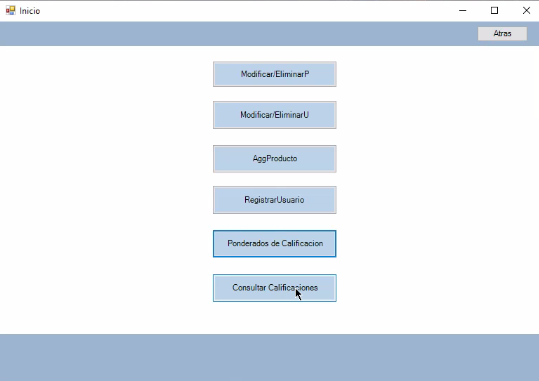 Inicio
Atras
Modificar/EliminarP
Modificar/EliminarU
AggProducto
RegistrarUsuario
Ponderados de Calificacion
Consultar Calificaciones